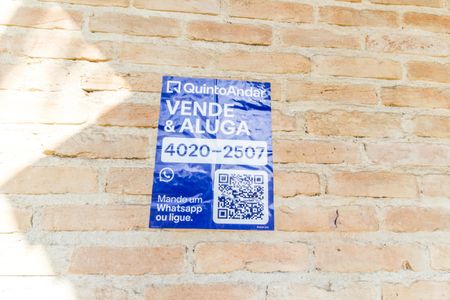 QuintoAndar
VENDE
& ALUGA
4020-2507
Mande um
Whatsapp
ou ligue.